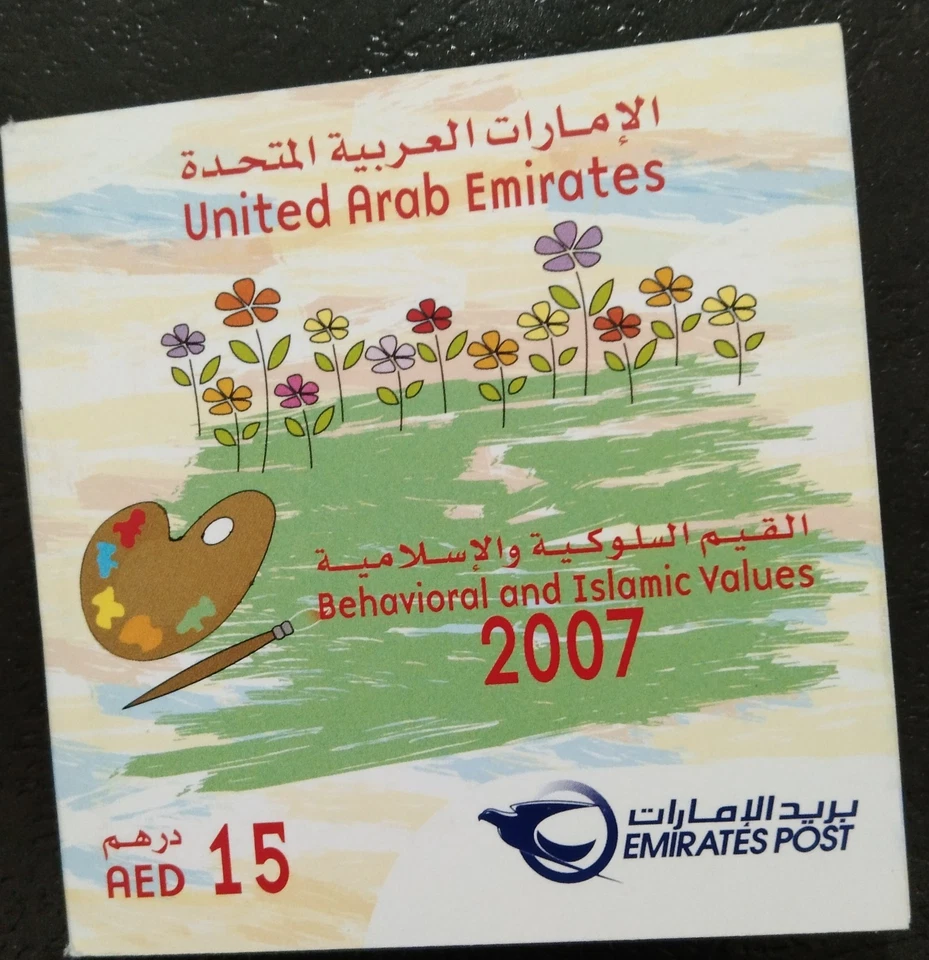 الإمارات العربية المتحدة
United Arab Emirates
القيم السلوكية والإسلامية
Behavioral and Islamic Values
2007
درهم
AED 15
بريد الإمارات
EMIRATES POST